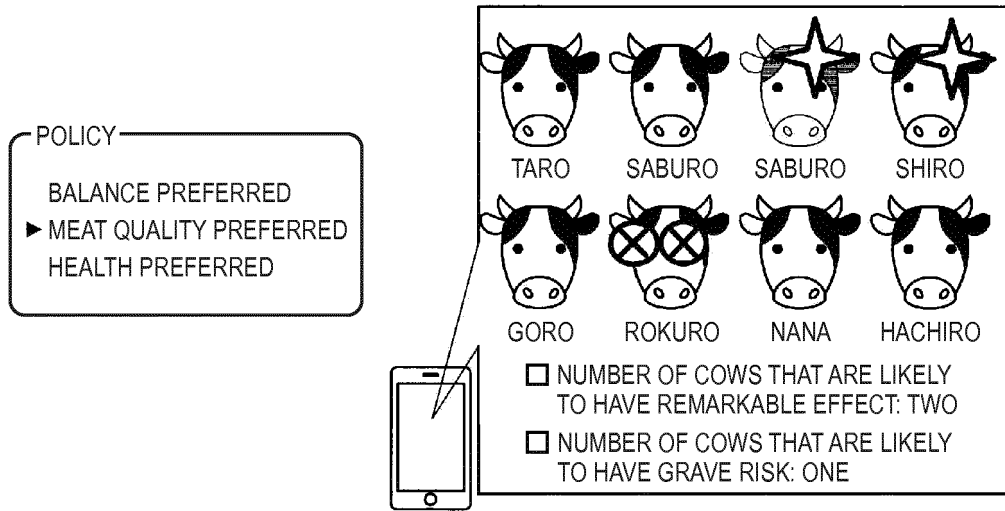 POLICY
BALANCE PREFERRED
▶ MEAT QUALITY PREFERRED
HEALTH PREFERRED
TARO SABURO SABURO SHIRO
GORO ROKURO NANA HACHIRO
☐ NUMBER OF COWS THAT ARE LIKELY
TO HAVE REMARKABLE EFFECT: TWO
☐ NUMBER OF COWS THAT ARE LIKELY
TO HAVE GRAVE RISK: ONE